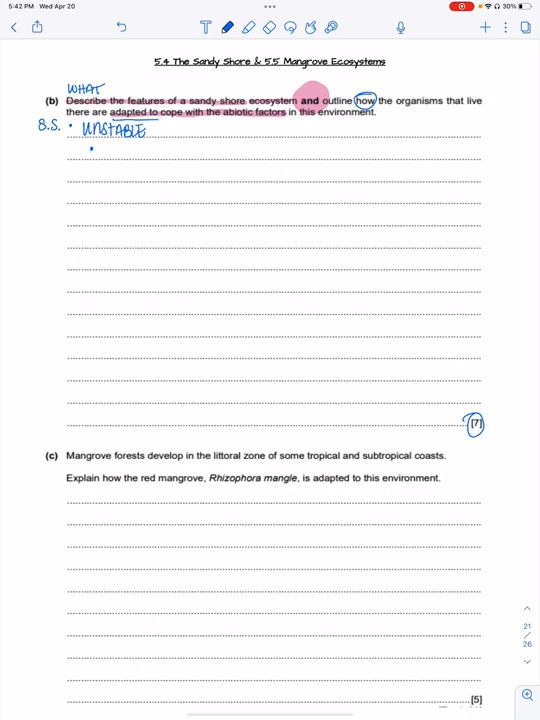 5:42 PM Wed Apr 20
30%
5.4 The Sandy Shore & 5.5 Mangrove Ecosystems
WHAT
(b) Describe the features of a sandy shore ecosystem and outline how the organisms that live
there are adapted to cope with the abiotic factors in this environment.
S.S. • UNSTABLE
•
[7]
(c) Mangrove forests develop in the littoral zone of some tropical and subtropical coasts.
Explain how the red mangrove, Rhizophora mangle, is adapted to this environment.
21
/
26
[5]